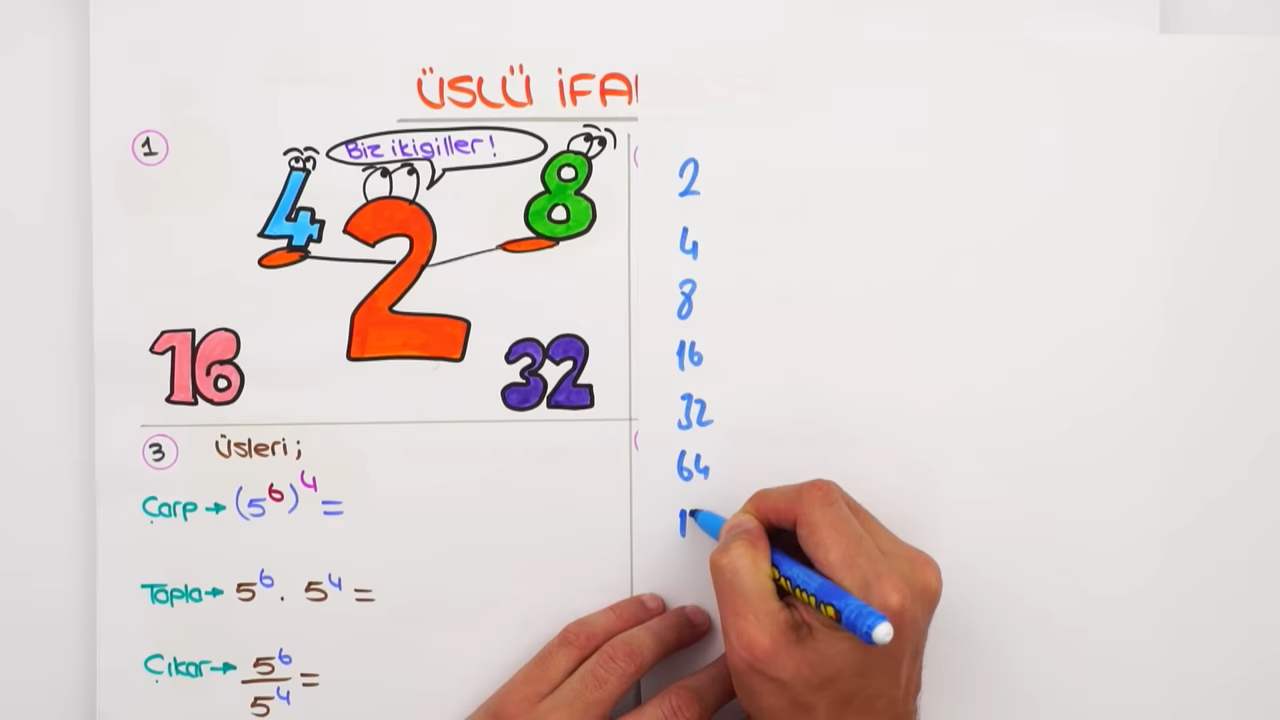 ÜSLÜ İFA
1
Biz ikigiller!
4
2
8
16
32
3 Üsleri;
Çarp→ (5⁶)⁴ =
Topla→ 5⁶ . 5⁴ =
Çıkar→ 5⁶/5⁴ =
2
4
8
16
32
64
1